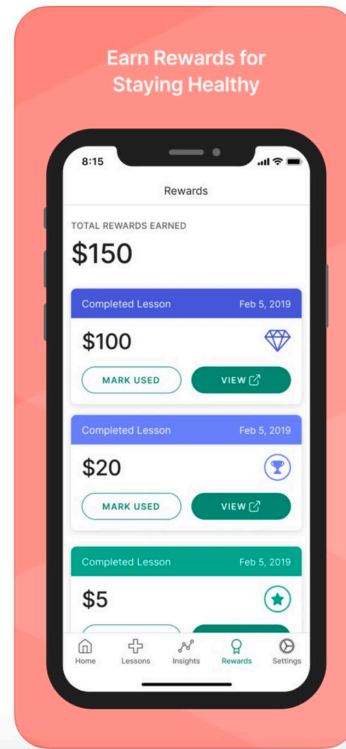 Earn Rewards for
Staying Healthy
8:15
Rewards
TOTAL REWARDS EARNED
$150
Completed Lesson Feb 5, 2019
$100
MARK USED VIEW
Completed Lesson Feb 5, 2019
$20
MARK USED VIEW
Completed Lesson Feb 5, 2019
$5
Home Lessons Insights Rewards Settings